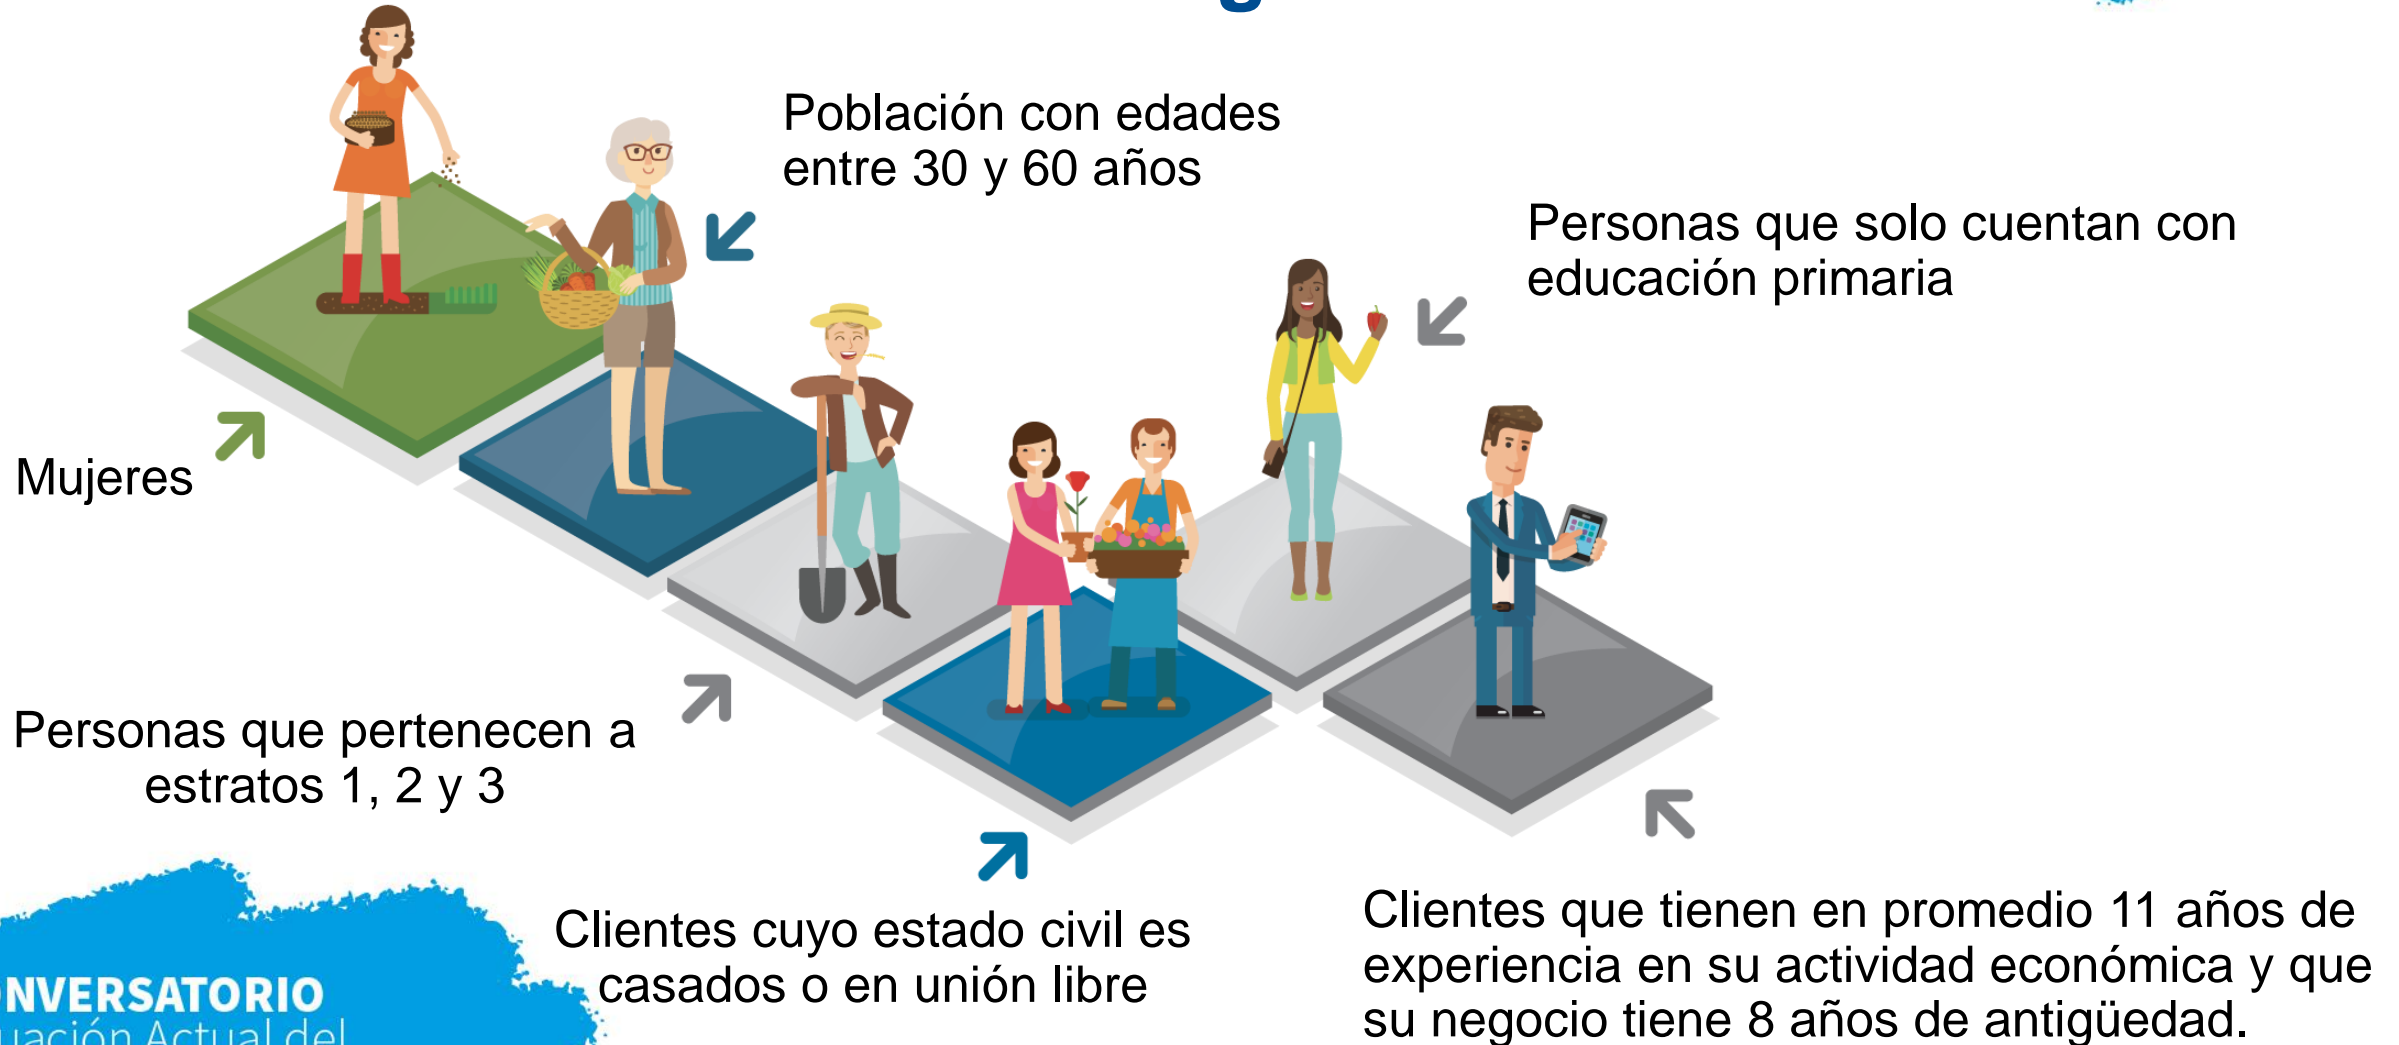 Población con edades
entre 30 y 60 años
Personas que solo cuentan con
educación primaria
Mujeres
Personas que pertenecen a
estratos 1, 2 y 3
Clientes cuyo estado civil es
casados o en unión libre
Clientes que tienen en promedio 11 años de
experiencia en su actividad económica y que
su negocio tiene 8 años de antigüedad.
NVERSATORIO
Actual del